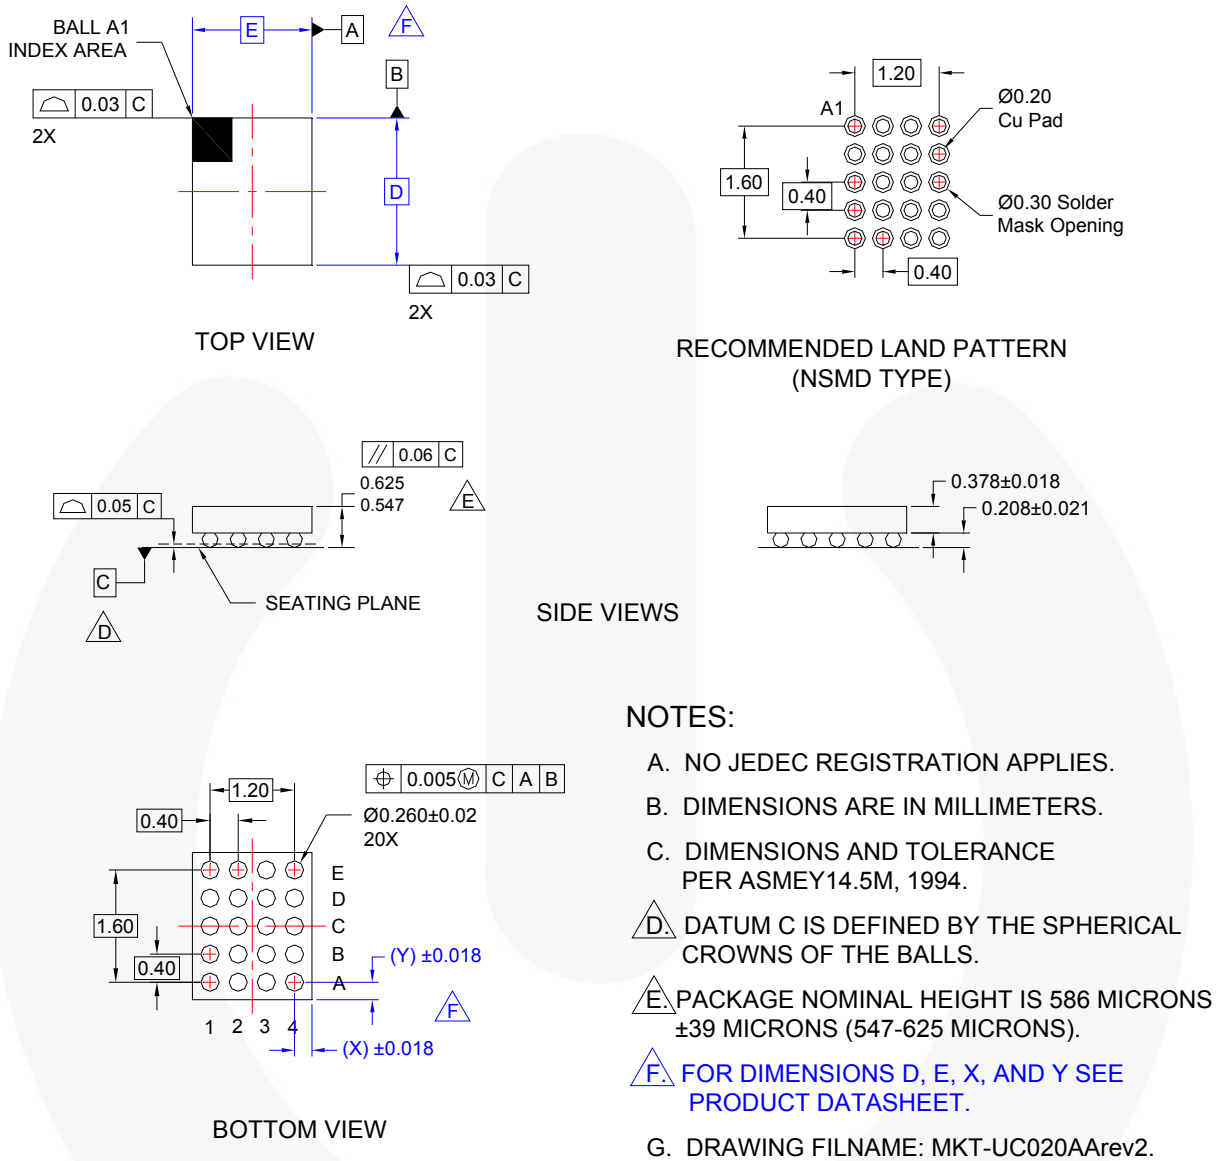 BALL A1
INDEX AREA
E
A
F
B
0.03 C
2X
D
0.03 C
2X
TOP VIEW
1.20
A1
Ø0.20
Cu Pad
1.60
0.40
Ø0.30 Solder
Mask Opening
0.40
RECOMMENDED LAND PATTERN
(NSMD TYPE)
// 0.06 C
0.625
0.547
E
0.05 C
C
D
SEATING PLANE
0.378±0.018
0.208±0.021
SIDE VIEWS
0.005Ⓜ C A B
1.20
0.40
Ø0.260±0.02
20X
E
D
C
B
A
1.60
0.40
(Y) ±0.018
F
1 2 3 4
(X) ±0.018
BOTTOM VIEW
NOTES:
A. NO JEDEC REGISTRATION APPLIES.
B. DIMENSIONS ARE IN MILLIMETERS.
C. DIMENSIONS AND TOLERANCE
PER ASMEY14.5M, 1994.
D. DATUM C IS DEFINED BY THE SPHERICAL
CROWNS OF THE BALLS.
E. PACKAGE NOMINAL HEIGHT IS 586 MICRONS
±39 MICRONS (547-625 MICRONS).
F. FOR DIMENSIONS D, E, X, AND Y SEE
PRODUCT DATASHEET.
G. DRAWING FILNAME: MKT-UC020AArev2.